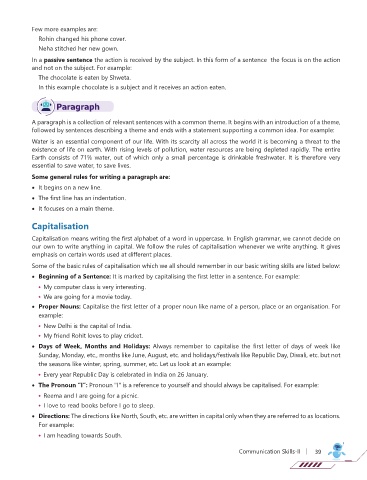 Few more examples are:
Rohin changed his phone cover.
Neha stitched her new gown.
In a passive sentence the action is received by the subject. In this form of a sentence the focus is on the action
and not on the subject. For example:
The chocolate is eaten by Shweta.
In this example chocolate is a subject and it receives an action eaten.
Paragraph
A paragraph is a collection of relevant sentences with a common theme. It begins with an introduction of a theme,
followed by sentences describing a theme and ends with a statement supporting a common idea. For example:
Water is an essential component of our life. With its scarcity all across the world it is becoming a threat to the
existence of life on earth. With rising levels of pollution, water resources are being depleted rapidly. The entire
Earth consists of 71% water, out of which only a small percentage is drinkable freshwater. It is therefore very
essential to save water, to save lives.
Some general rules for writing a paragraph are:
• It begins on a new line.
• The first line has an indentation.
• It focuses on a main theme.
Capitalisation
Capitalisation means writing the first alphabet of a word in uppercase. In English grammar, we cannot decide on
our own to write anything in capital. We follow the rules of capitalisation whenever we write anything. It gives
emphasis on certain words used at different places.
Some of the basic rules of capitalisation which we all should remember in our basic writing skills are listed below:
• Beginning of a Sentence: It is marked by capitalising the first letter in a sentence. For example:
• My computer class is very interesting.
• We are going for a movie today.
• Proper Nouns: Capitalise the first letter of a proper noun like name of a person, place or an organisation. For
example:
• New Delhi is the capital of India.
• My friend Rohit loves to play cricket.
• Days of Week, Months and Holidays: Always remember to capitalise the first letter of days of week like
Sunday, Monday, etc., months like June, August, etc. and holidays/festivals like Republic Day, Diwali, etc. but not
the seasons like winter, spring, summer, etc. Let us look at an example:
• Every year Republic Day is celebrated in India on 26 January.
• The Pronoun "I": Pronoun "I" is a reference to yourself and should always be capitalised. For example:
• Reema and I are going for a picnic.
• I love to read books before I go to sleep.
• Directions: The directions like North, South, etc. are written in capital only when they are referred to as locations.
For example:
• I am heading towards South.
Communication Skills-II | 39